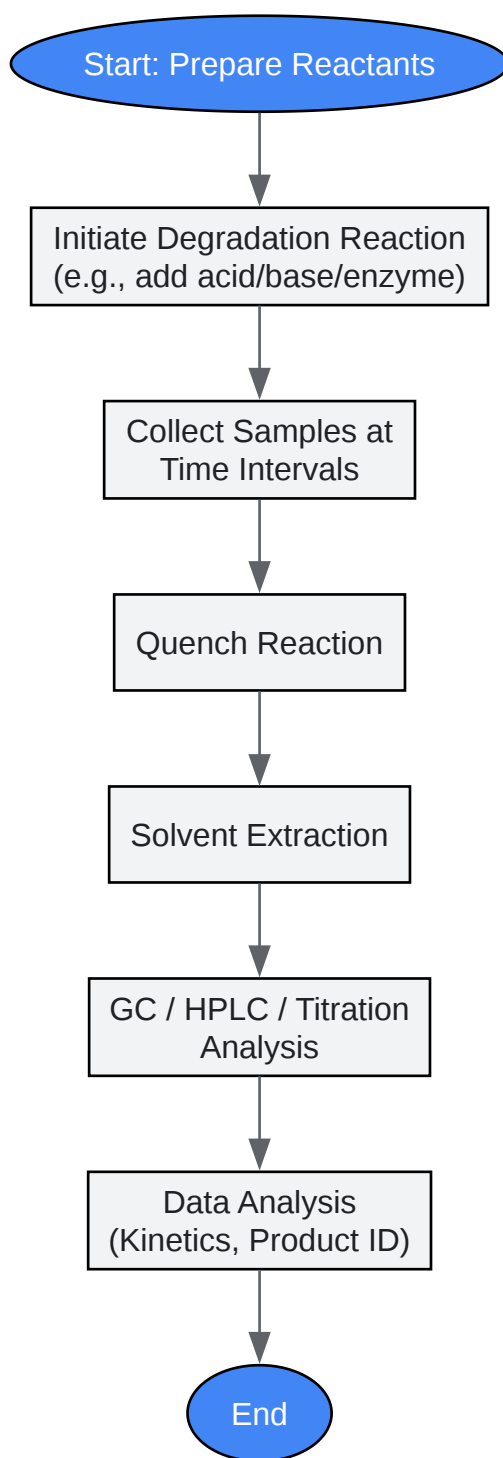 Start: Prepare Reactants
Initiate Degradation Reaction
(e.g., add acid/base/enzyme)
Collect Samples at
Time Intervals
Quench Reaction
Solvent Extraction
GC / HPLC / Titration
Analysis
Data Analysis
(Kinetics, Product ID)
End